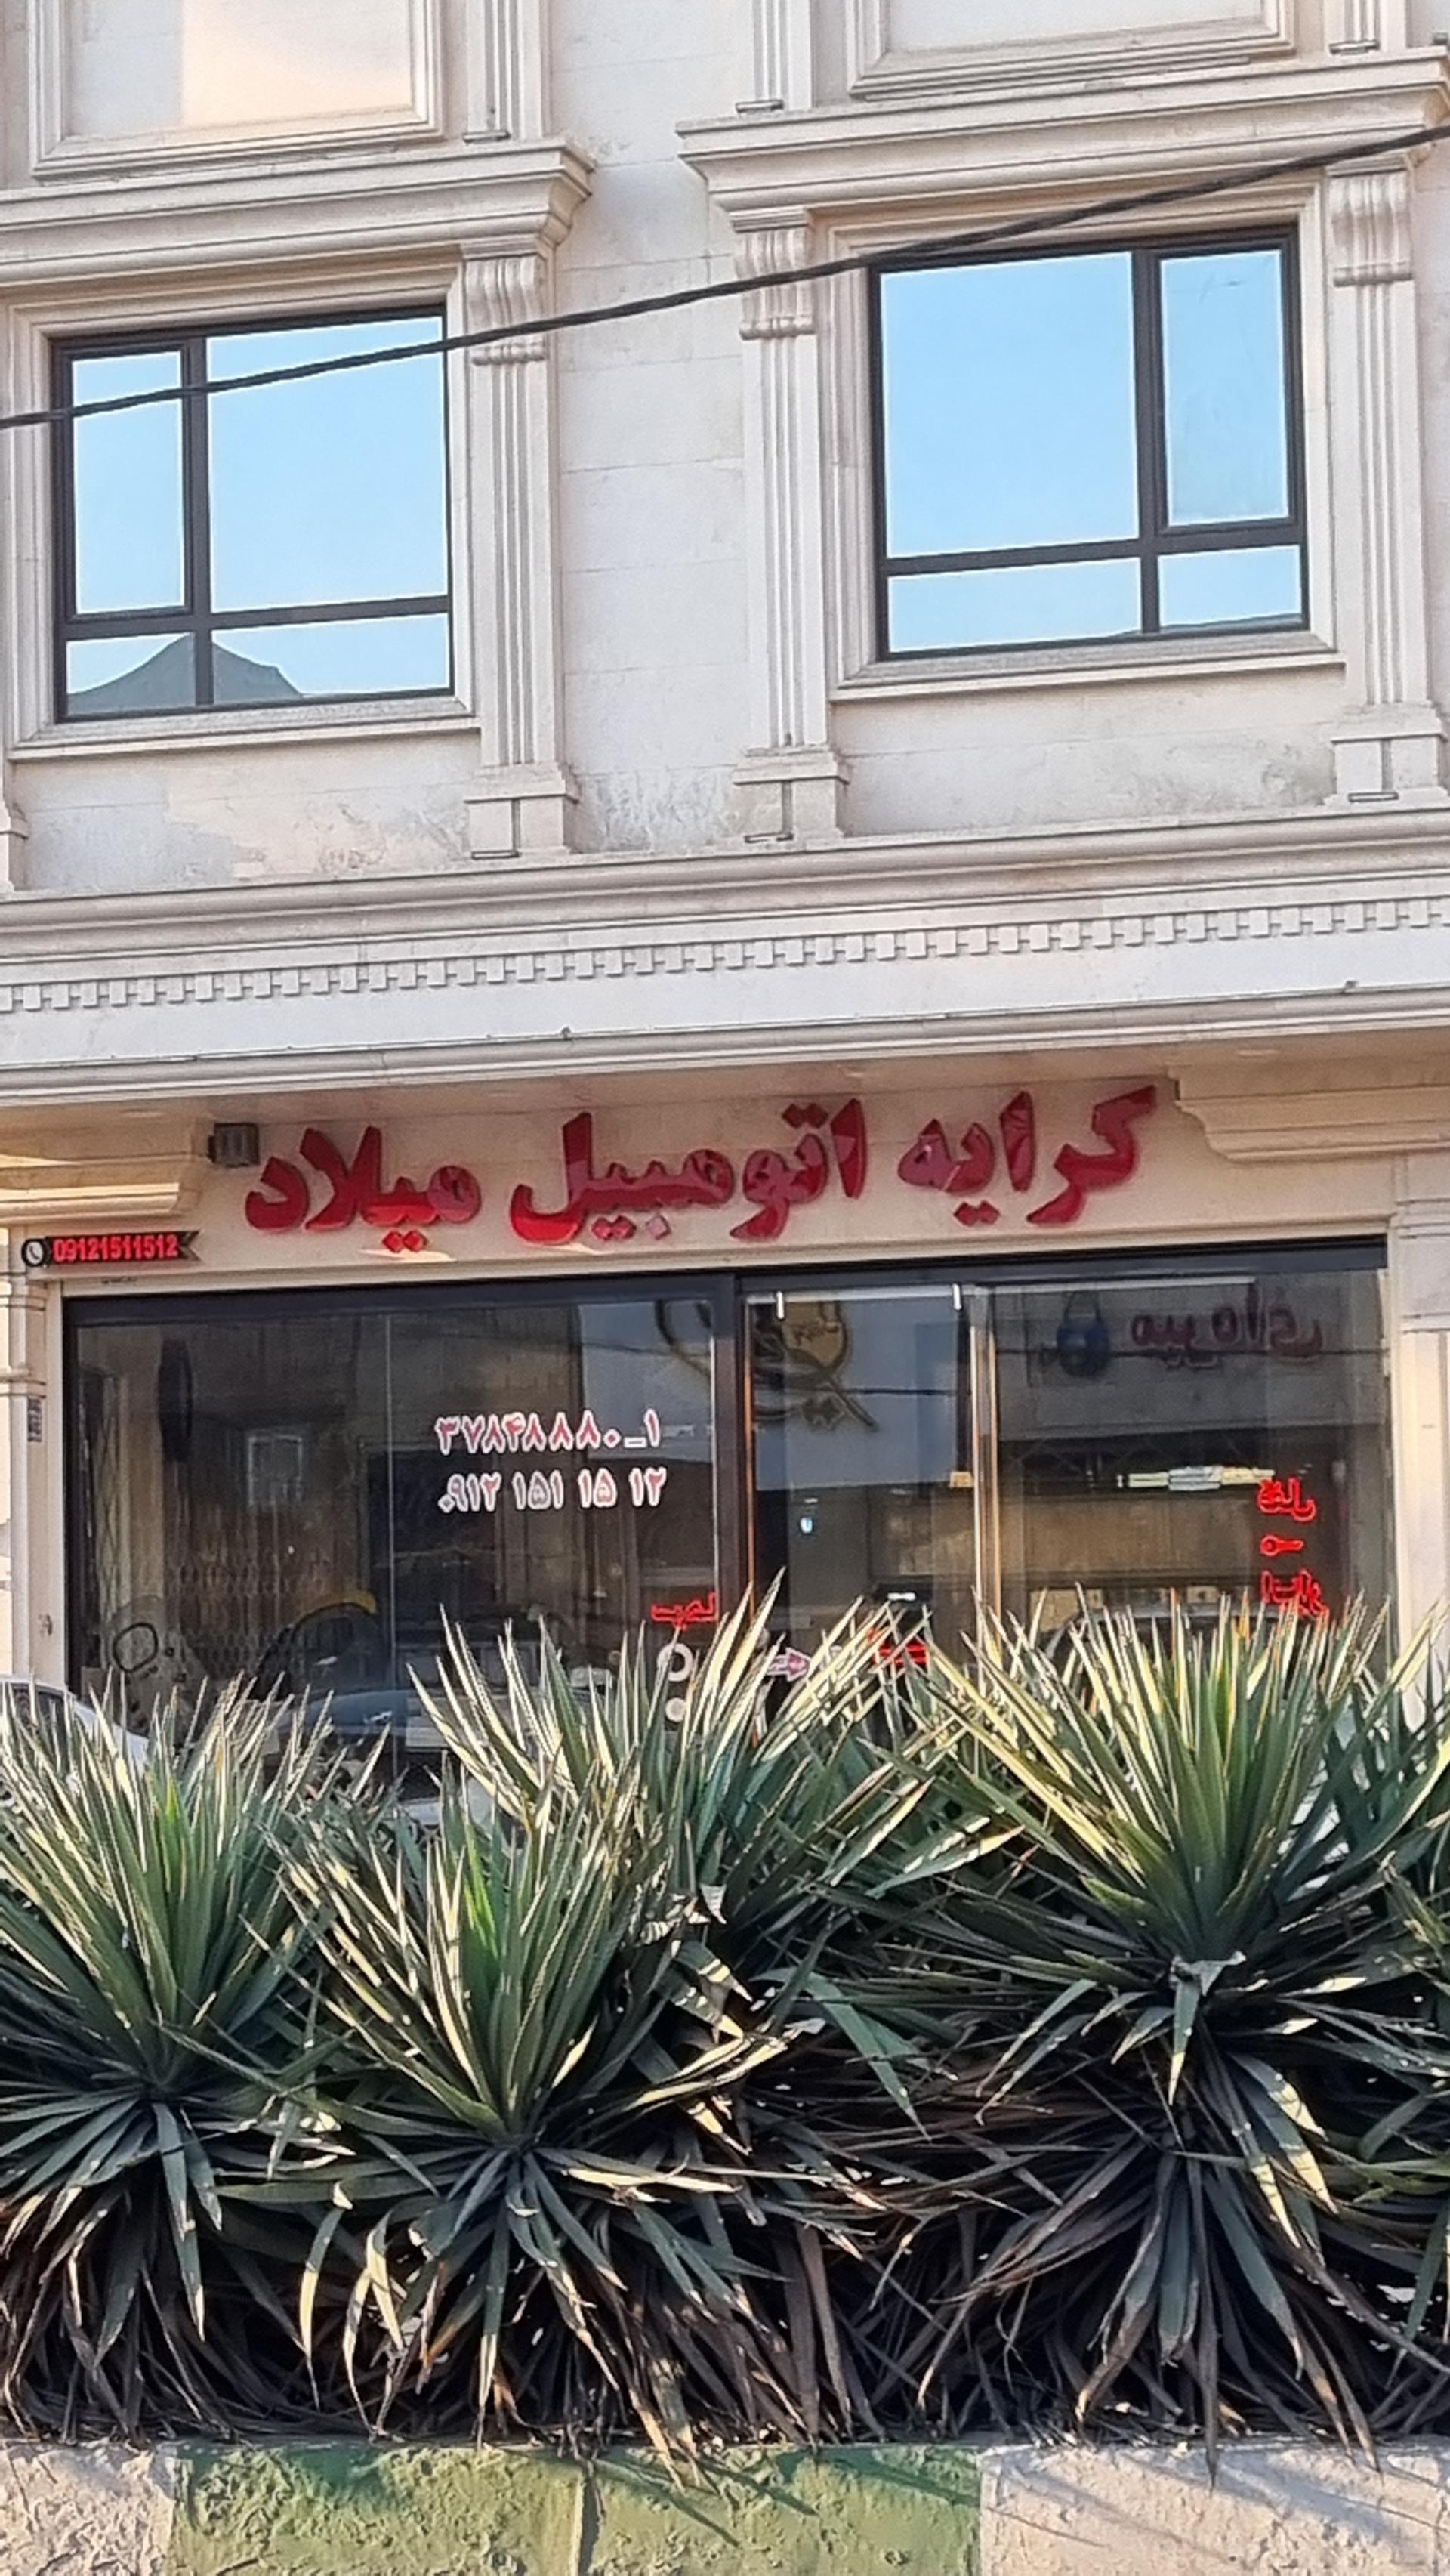 کرایه اتومبیل میلاد
09121511512
۳۷۸۴۸۸۸۰_۱
۰۹۱۲ ۱۵۱ ۱۵ ۱۲